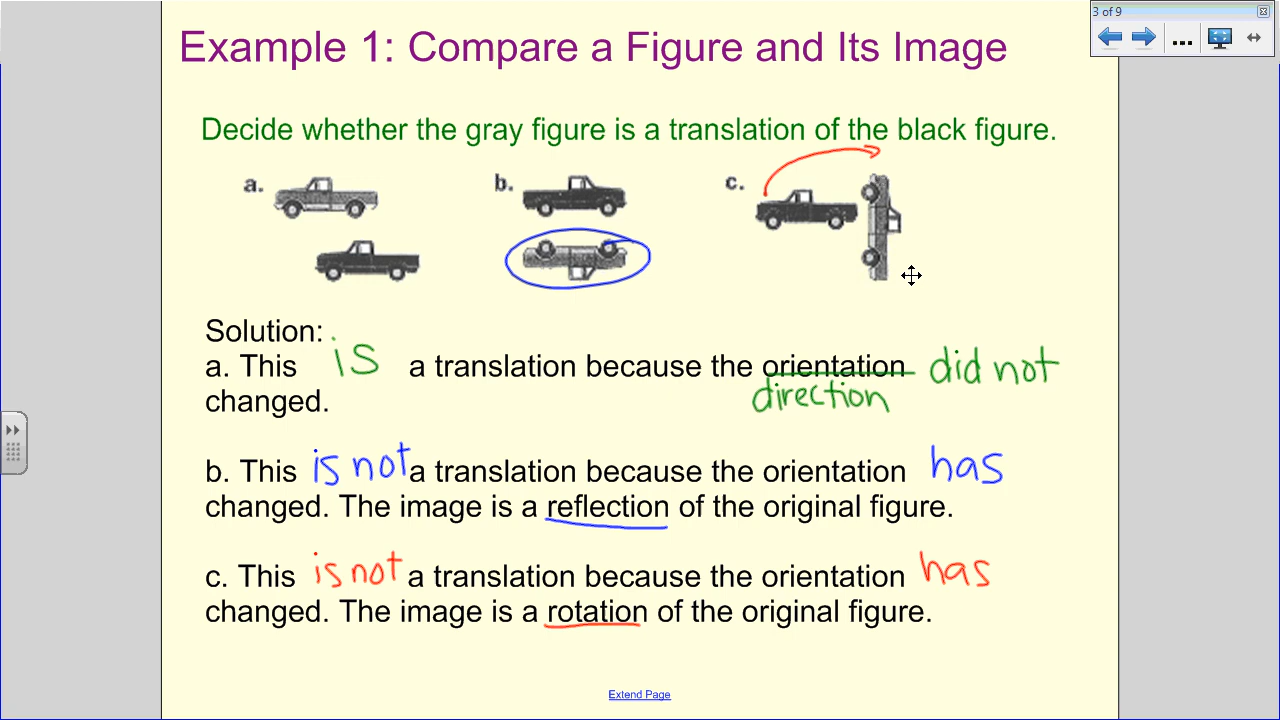 3 of 9
Example 1: Compare a Figure and Its Image
Decide whether the gray figure is a translation of the black figure.
a. b. c.
Solution:
a. This is a translation because the orientation did not
direction
changed.
b. This is not a translation because the orientation has
changed. The image is a reflection of the original figure.
c. This is not a translation because the orientation has
changed. The image is a rotation of the original figure.
Extend Page